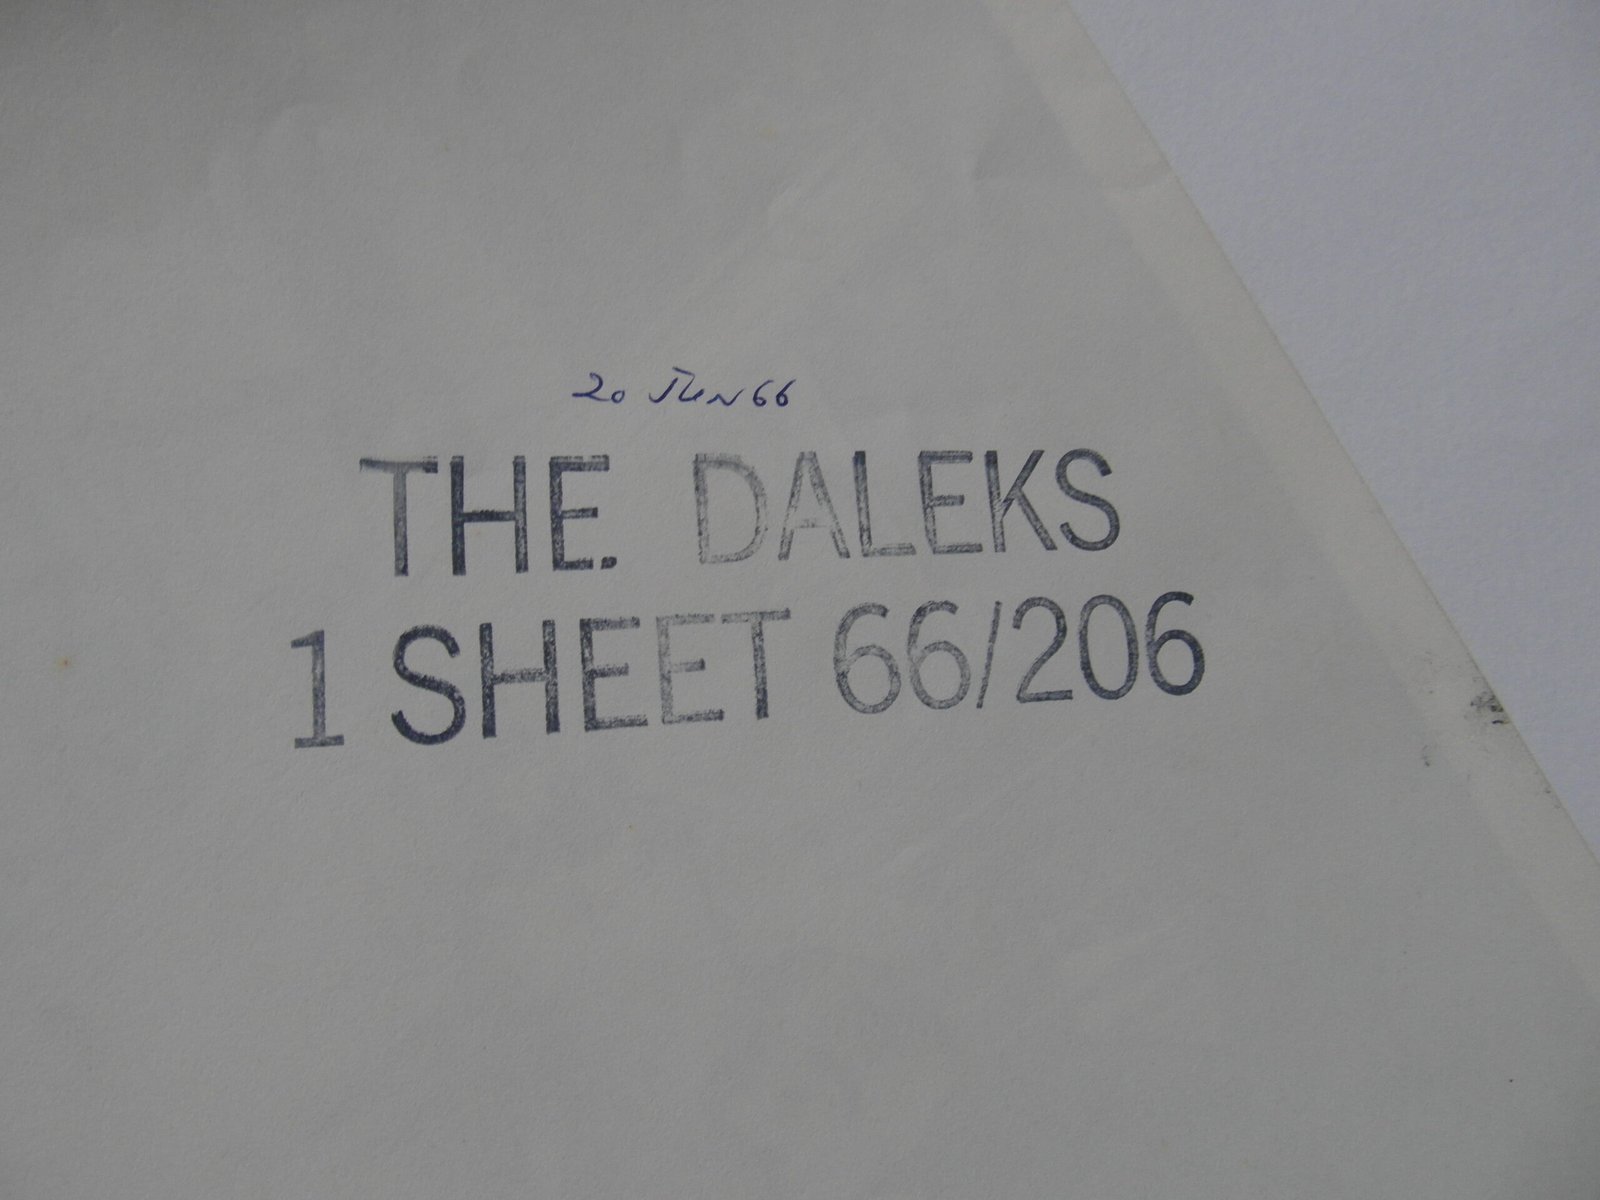 20 JUN 66
THE. DALEKS
1 SHEET 66/206